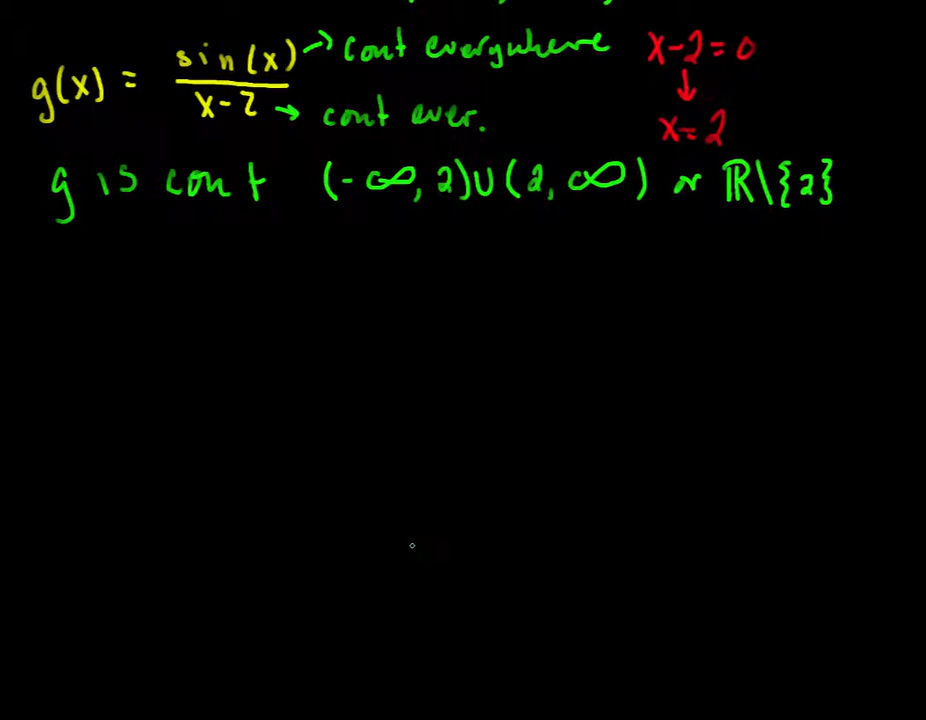 g(x) = sin(x) / x-2 → cont everywhere x-2=0
→ cont ever. ↓ x=2
g is cont (-∞, 2)∪(2, ∞) or ℝ\{2}